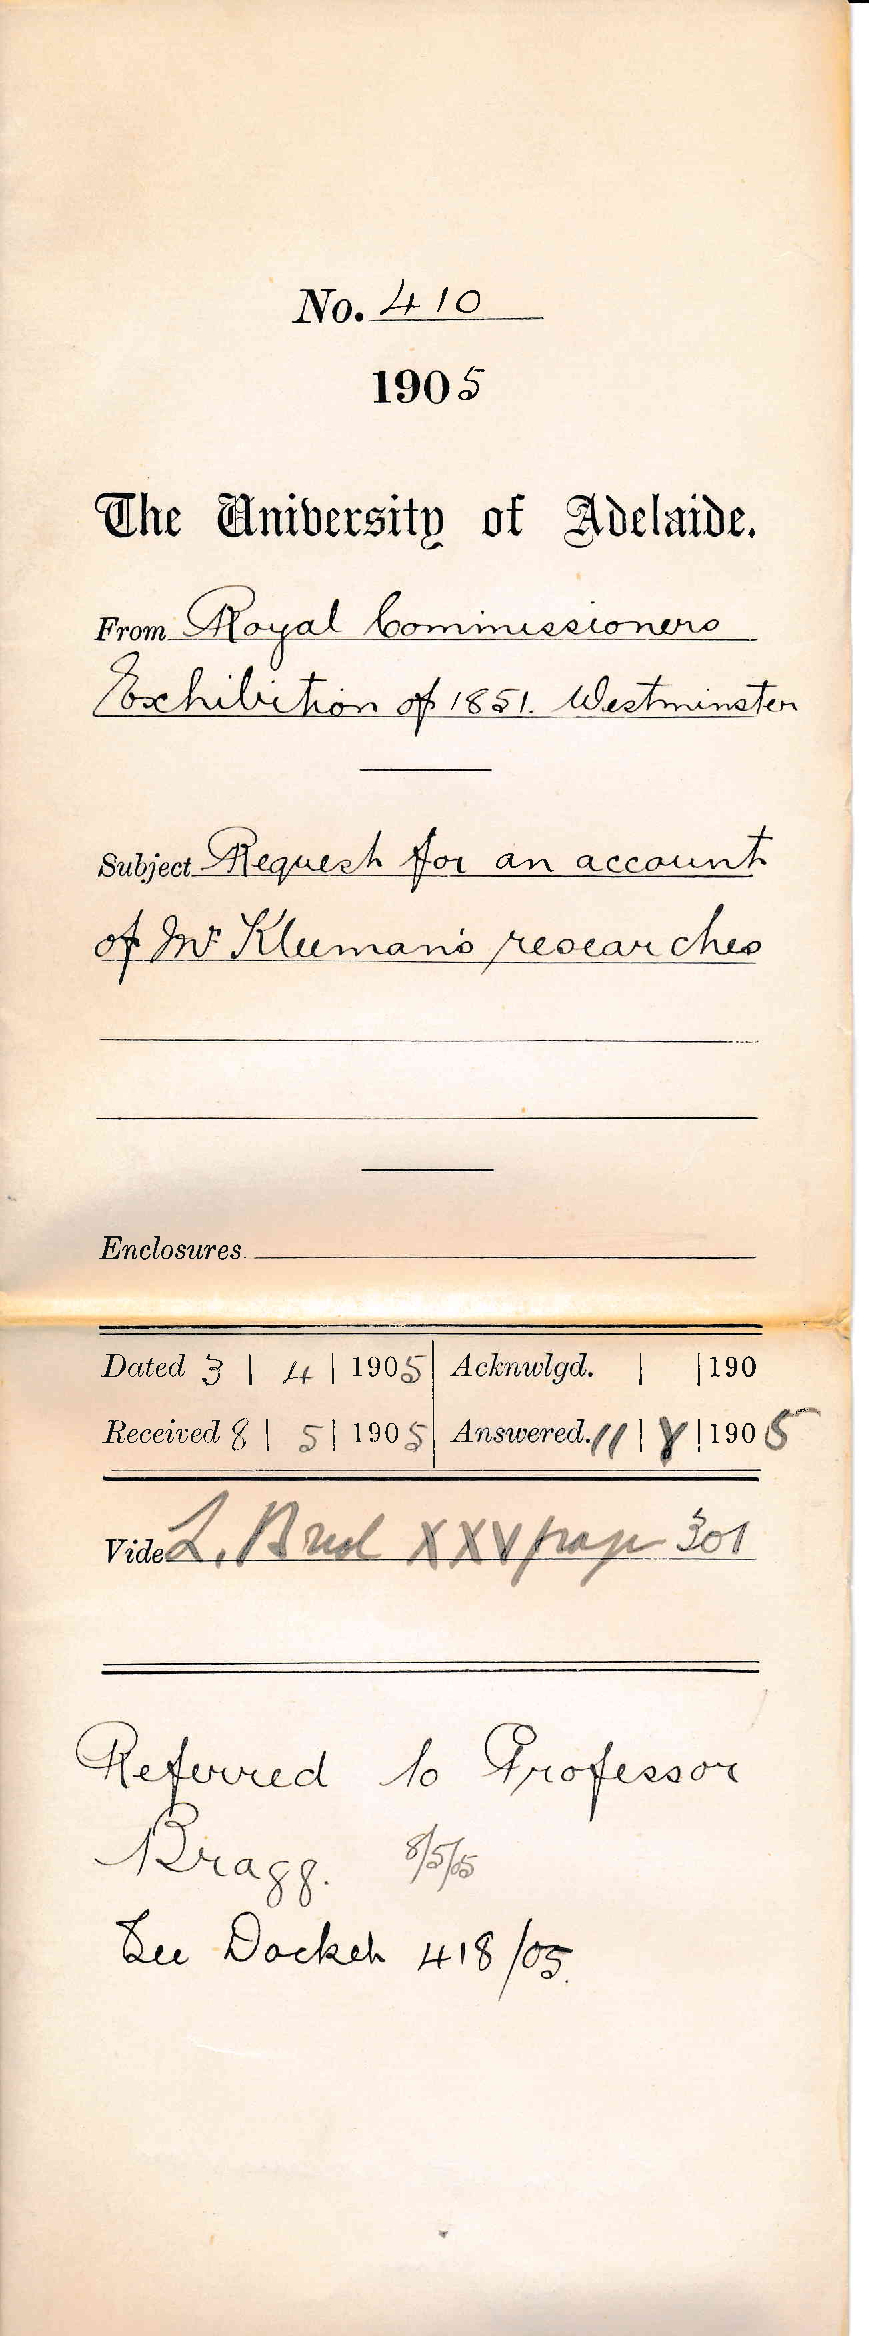 No. 410
1905
The University of Adelaide.
From Royal Commissioners
Exhibition of 1851. Westminster
Subject Request for an account
of Mr Kleeman's researches
Enclosures
Dated 3 | 4 | 1905 Acknwlgd. | | 190
Received 8 | 5 | 1905 Answered. 11 | 8 | 1905
Vide L. Book XXV page 301
Referred to Professor
Bragg. 8/5/05
See Docket 418/05.